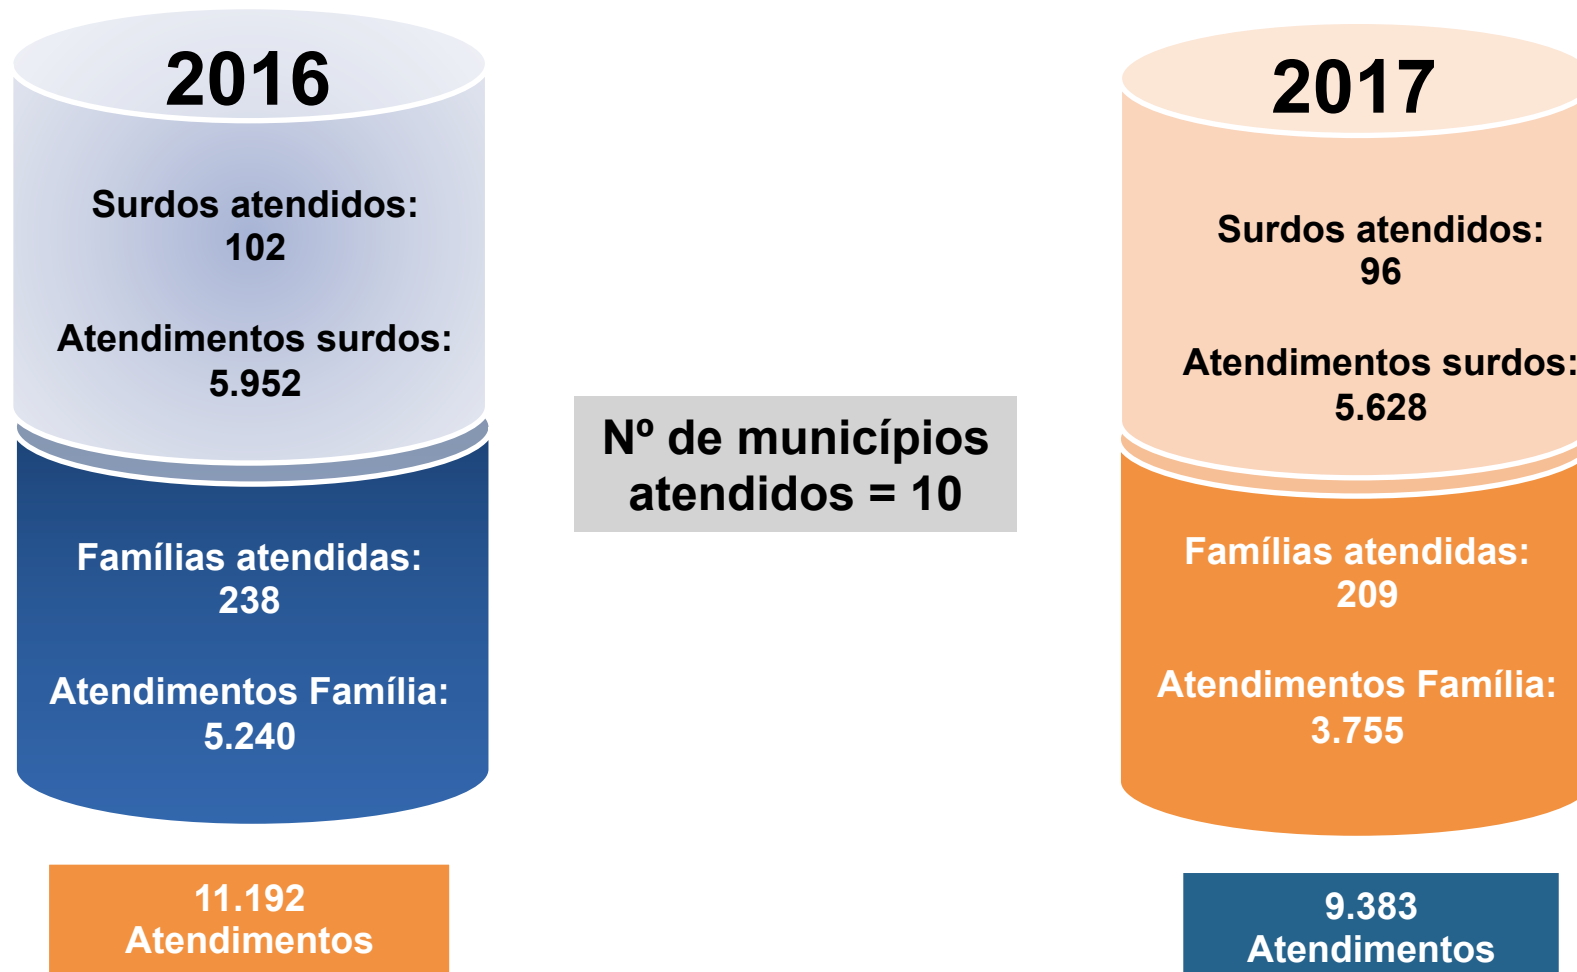 2016
Surdos atendidos:
102
Atendimentos surdos:
5.952
Famílias atendidas:
238
Atendimentos Família:
5.240
11.192
Atendimentos
Nº de municípios
atendidos = 10
2017
Surdos atendidos:
96
Atendimentos surdos:
5.628
Famílias atendidas:
209
Atendimentos Família:
3.755
9.383
Atendimentos